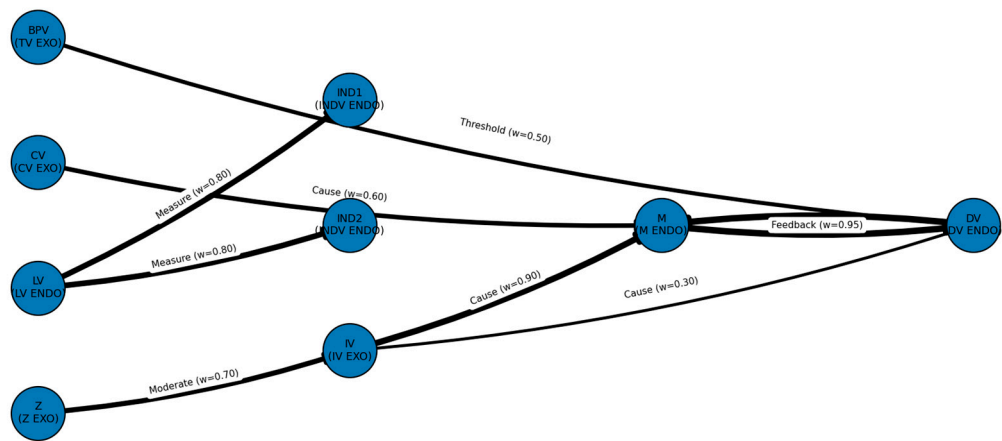 BPV
(TV EXO)
IND1
(INDV ENDO)
Threshold (w=0.50)
CV
(CV EXO)
Measure (w=0.80)
Cause (w=0.60)
IND2
(INDV ENDO)
M
(M ENDO)
Feedback (w=0.95)
DV
(DV ENDO)
Measure (w=0.80)
LV
(LV ENDO)
Cause (w=0.90)
Cause (w=0.30)
IV
(IV EXO)
Moderate (w=0.70)
Z
(Z EXO)